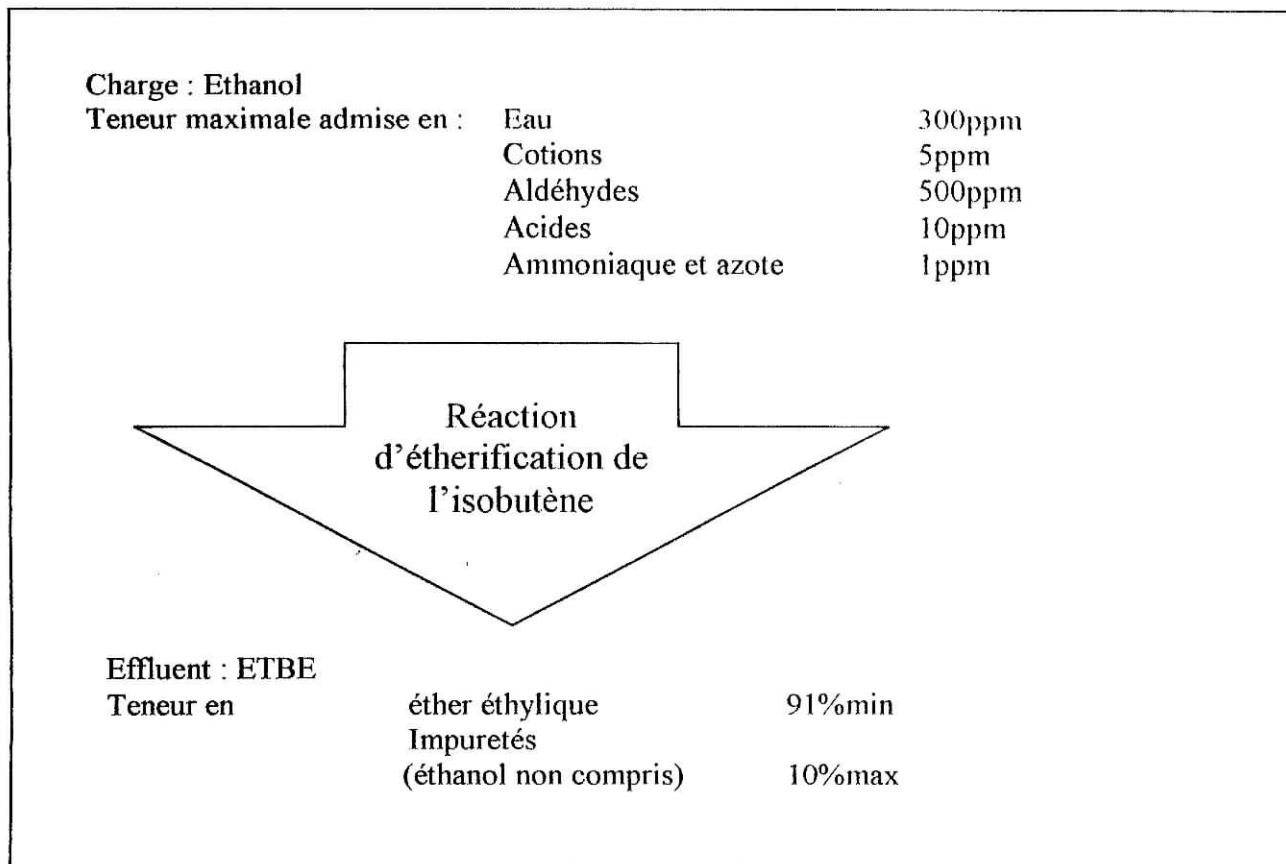 Charge : Ethanol
Teneur maximale admise en : Eau 300ppm
Cotions 5ppm
Aldéhydes 500ppm
Acides 10ppm
Ammoniaque et azote 1ppm
Réaction
d'étherification de
l'isobutène
Effluent : ETBE
Teneur en éther éthylique 91%min
Impuretés
(éthanol non compris) 10%max